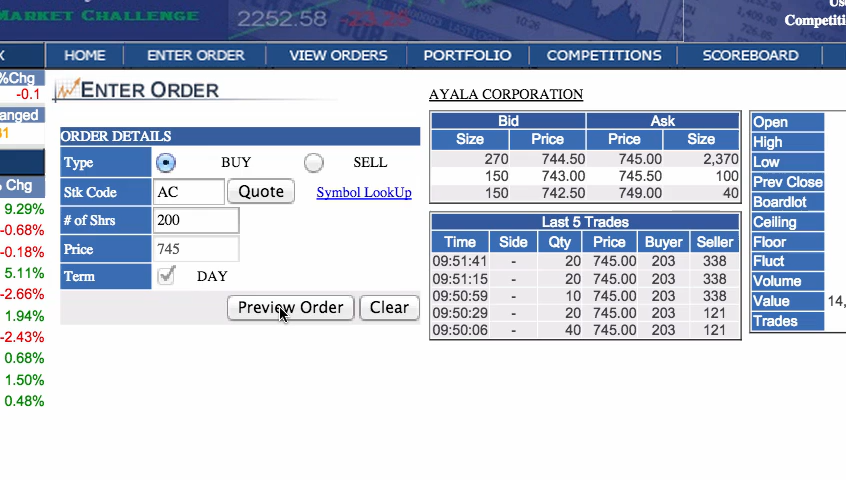 Us
MARKET CHALLENGE 2252.58 -23.26
Competiti
X HOME ENTER ORDER VIEW ORDERS PORTFOLIO COMPETITIONS SCOREBOARD
%Chg
-0.1
anged
31
% Chg
9.29%
-0.68%
-0.18%
5.11%
-2.66%
1.94%
-2.43%
0.68%
1.50%
0.48%
ENTER ORDER
ORDER DETAILS
Type BUY SELL
Stk Code AC Quote Symbol LookUp
# of Shrs 200
Price 745
Term DAY
Preview Order Clear
AYALA CORPORATION
Bid Ask
Size Price Price Size
270 744.50 745.00 2,370
150 743.00 745.50 100
150 742.50 749.00 40
Last 5 Trades
Time Side Qty Price Buyer Seller
09:51:41 - 20 745.00 203 338
09:51:15 - 20 745.00 203 338
09:50:59 - 10 745.00 203 338
09:50:29 - 20 745.00 203 121
09:50:06 - 40 745.00 203 121
Open
High
Low
Prev Close
Boardlot
Ceiling
Floor
Fluct
Volume
Value 14,
Trades